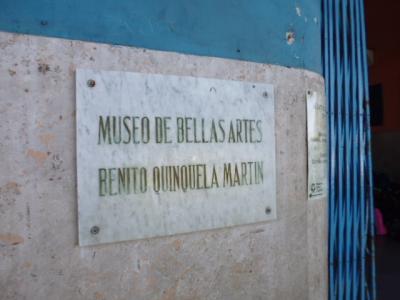 MUSEO DE BELLAS ARTES
BENITO QUINQUELA MARTIN